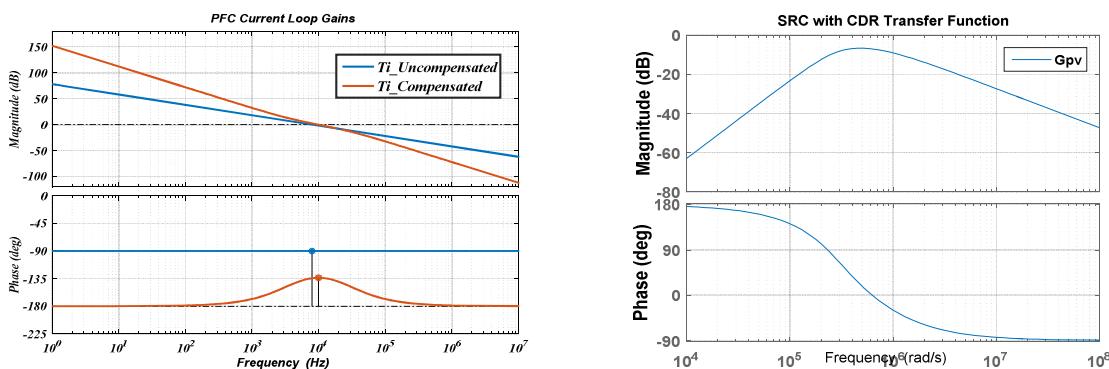 PFC Current Loop Gains
Magnitude (dB)
150
100
50
0
-50
-100
Ti_Uncompensated
Ti_Compensated
Phase (deg)
0
-45
-90
-135
-180
-225
10^0 10^1 10^2 10^3 10^4 10^5 10^6 10^7
Frequency (Hz)
SRC with CDR Transfer Function
Magnitude (dB)
0
-20
-40
-60
-80
Gpv
Phase (deg)
180
90
0
-90
10^4 10^5 10^6 10^7 10^8
Frequency (rad/s)